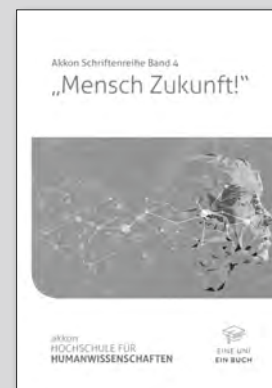 Akkon Schriftenreihe Band 4
„Mensch Zukunft!“
akkon
HOCHSCHULE FÜR
HUMANWISSENSCHAFTEN
EINE UNI
EIN BUCH